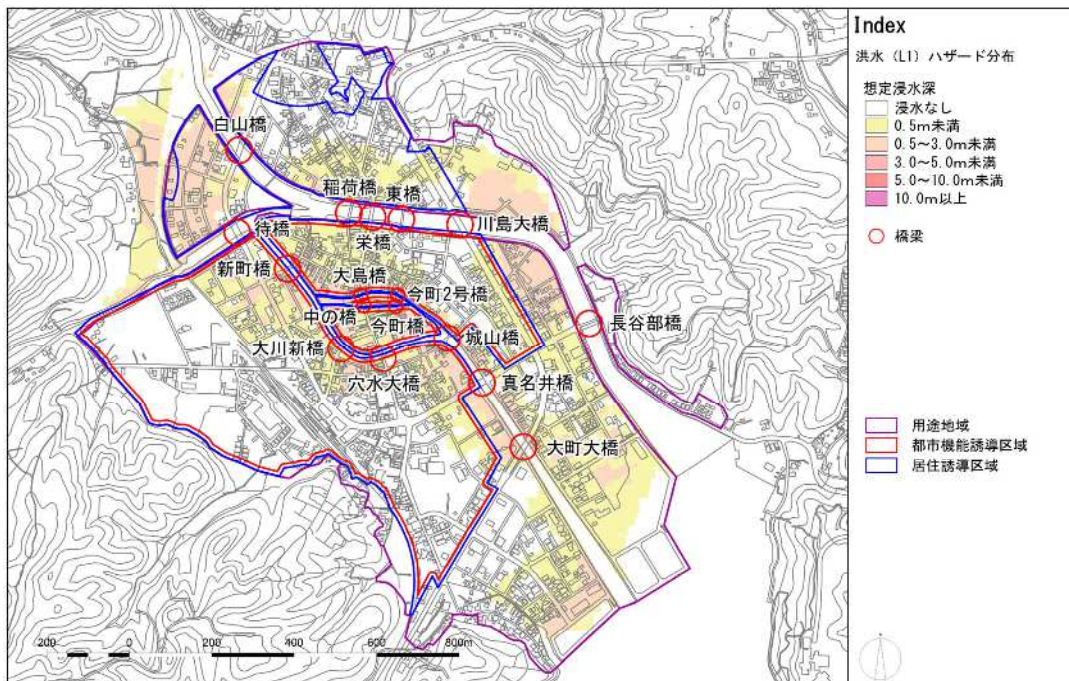 Index
洪水（L1）ハザード分布
想定浸水深
浸水なし
0.5m未満
0.5～3.0m未満
3.0～5.0m未満
5.0～10.0m未満
10.0m以上
橋梁
用途地域
都市機能誘導区域
居住誘導区域
白山橋
稲荷橋
東橋
栄橋
川島大橋
待橋
新町橋
大島橋
今町2号橋
中の橋
今町橋
城山橋
長谷部橋
大川新橋
穴水大橋
真名井橋
大町大橋
200 0 200 400 600 800m